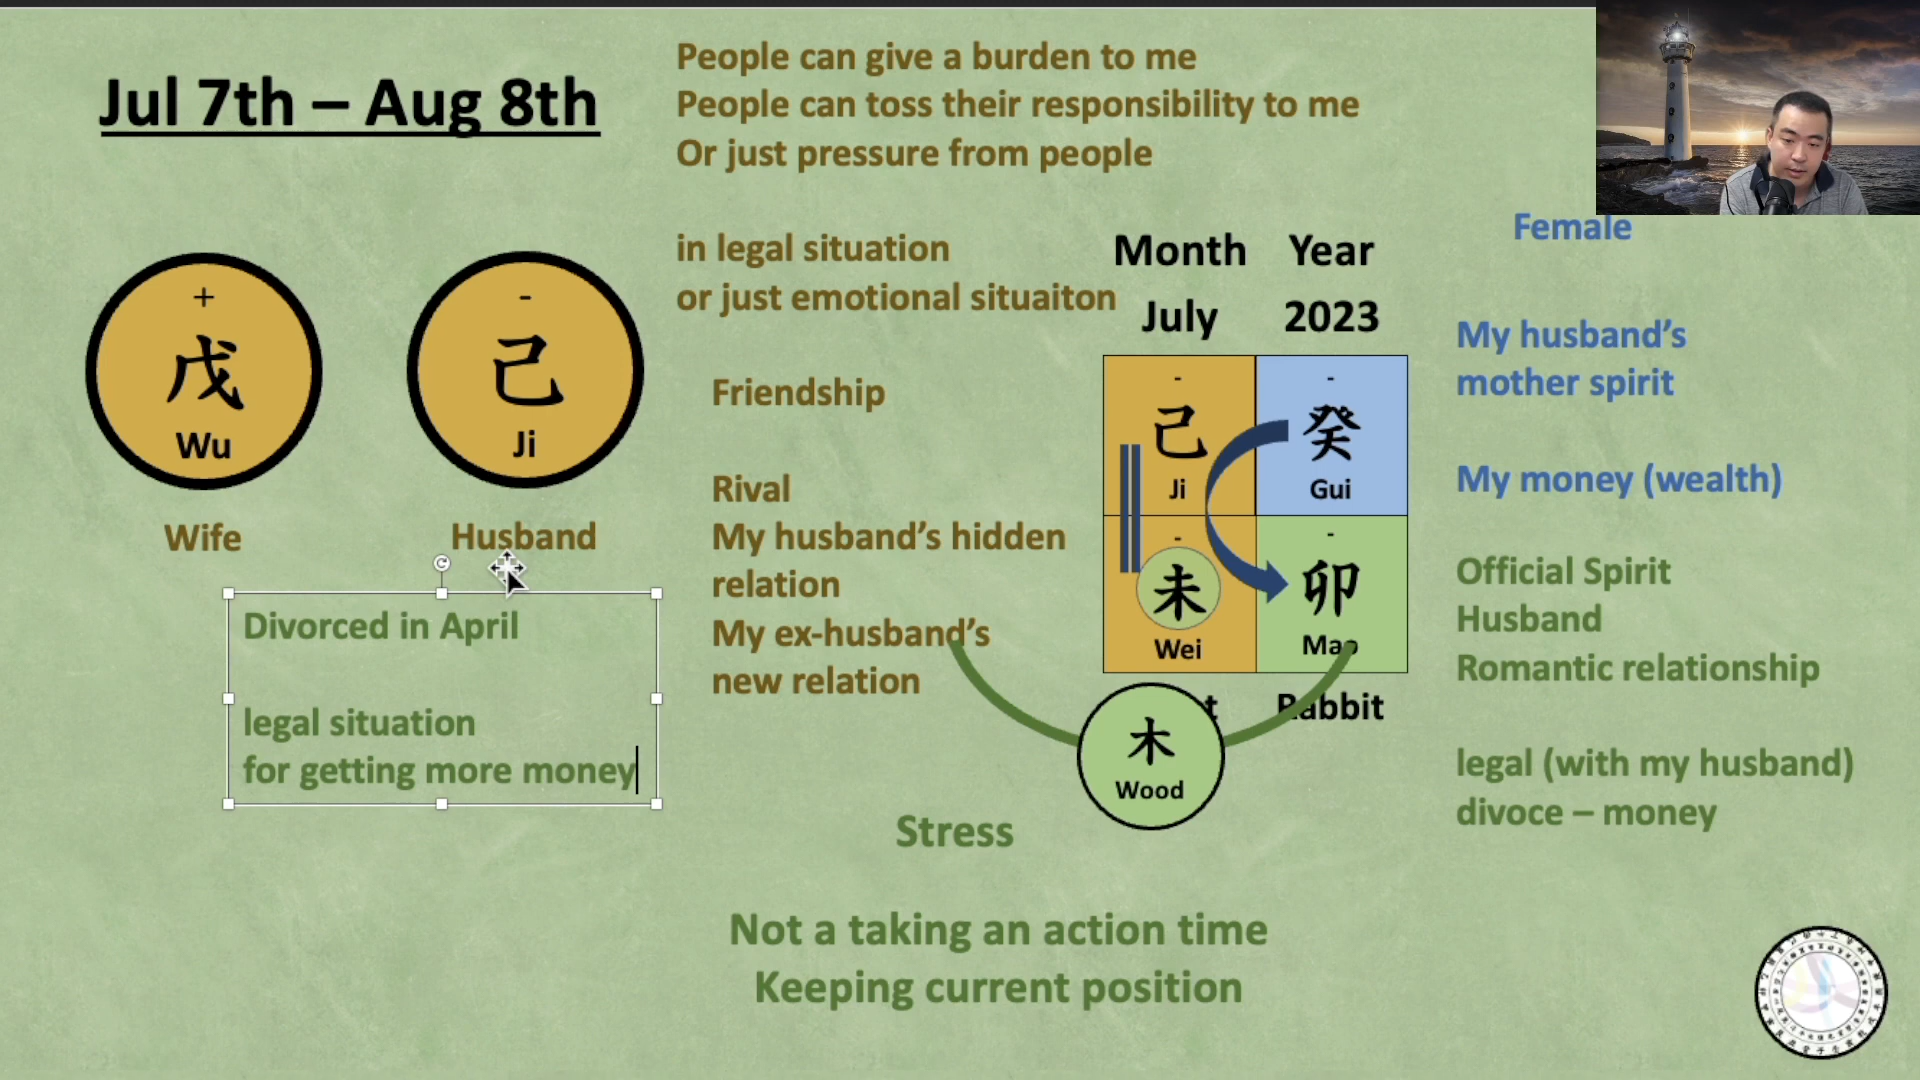 Jul 7th – Aug 8th
People can give a burden to me
People can toss their responsibility to me
Or just pressure from people
in legal situation
or just emotional situaiton
Friendship
Rival
My husband's hidden
relation
My ex-husband's
new relation
+
戊
Wu
Wife
-
己
Ji
Husband
Divorced in April
legal situation
for getting more money
Month Year
July 2023
- -
己 癸
Ji Gui
- -
未 卯
Wei Mao
Rabbit
木
Wood
Female
My husband's
mother spirit
My money (wealth)
Official Spirit
Husband
Romantic relationship
legal (with my husband)
divoce – money
Stress
Not a taking an action time
Keeping current position